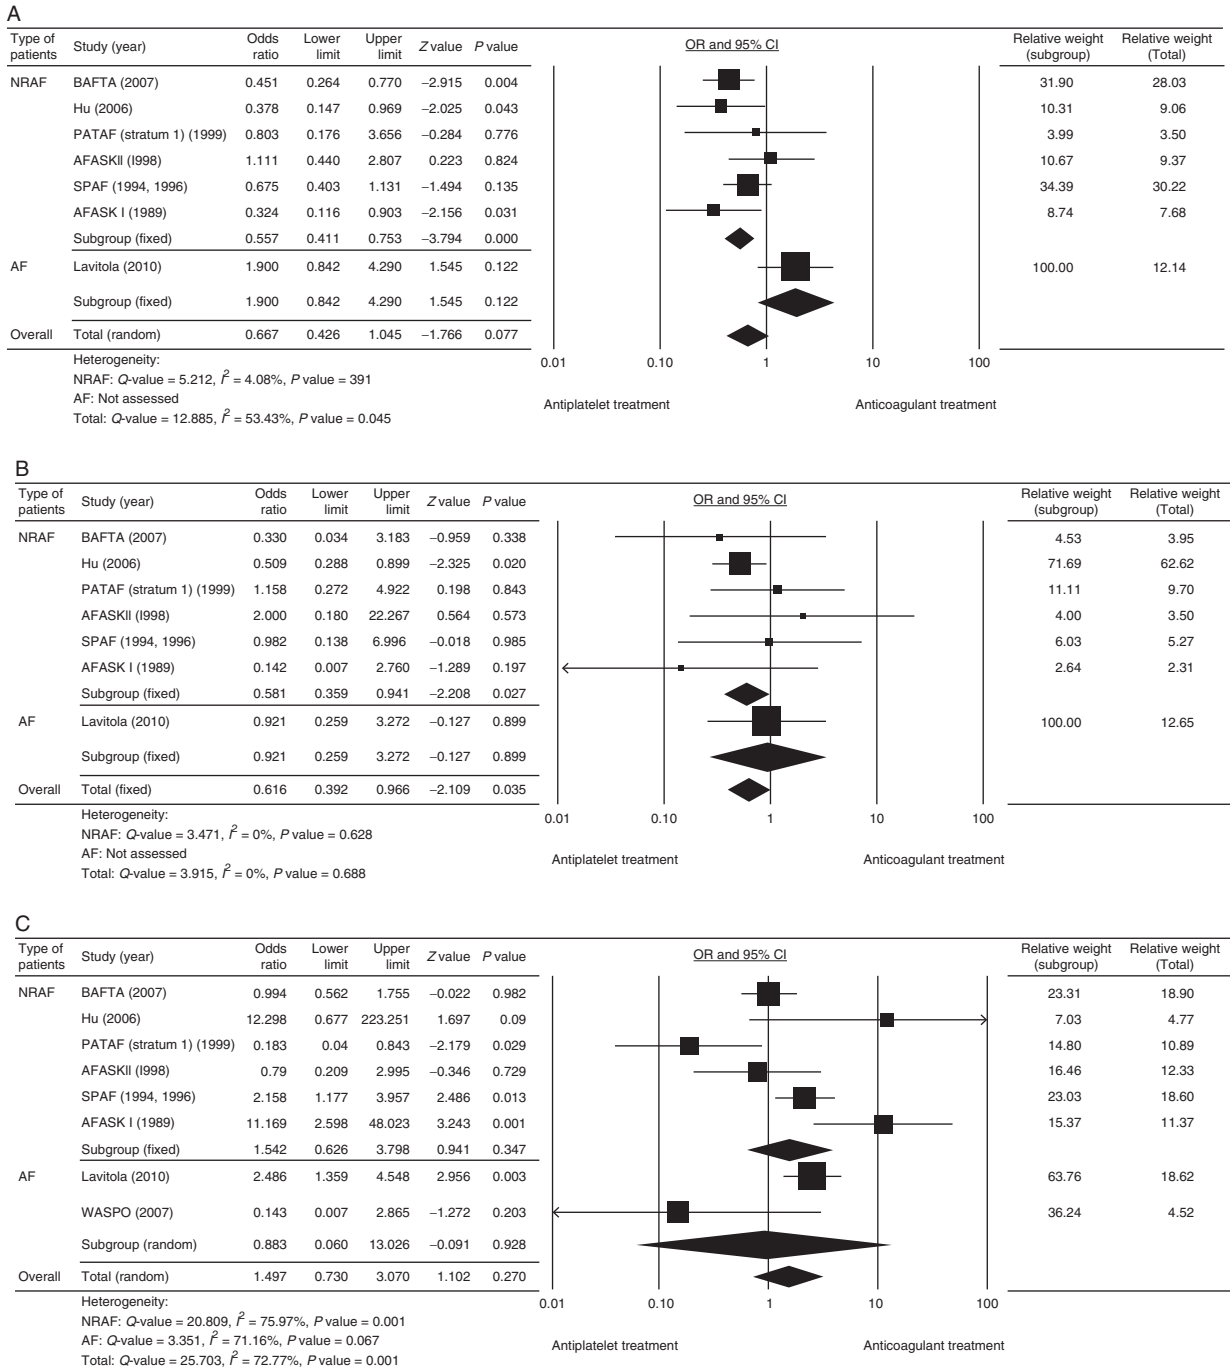 A
Type of patients Study (year) Odds ratio Lower limit Upper limit Z value P value OR and 95% CI Relative weight (subgroup) Relative weight (Total)
NRAF BAFTA (2007) 0.451 0.264 0.770 −2.915 0.004 31.90 28.03
Hu (2006) 0.378 0.147 0.969 −2.025 0.043 10.31 9.06
PATAF (stratum 1) (1999) 0.803 0.176 3.656 −0.284 0.776 3.99 3.50
AFASKII (I998) 1.111 0.440 2.807 0.223 0.824 10.67 9.37
SPAF (1994, 1996) 0.675 0.403 1.131 −1.494 0.135 34.39 30.22
AFASK I (1989) 0.324 0.116 0.903 −2.156 0.031 8.74 7.68
Subgroup (fixed) 0.557 0.411 0.753 −3.794 0.000
AF Lavitola (2010) 1.900 0.842 4.290 1.545 0.122 100.00 12.14
Subgroup (fixed) 1.900 0.842 4.290 1.545 0.122
Overall Total (random) 0.667 0.426 1.045 −1.766 0.077
0.01 0.10 1 10 100
Heterogeneity:
NRAF: Q-value = 5.212, I² = 4.08%, P value = 391
AF: Not assessed
Total: Q-value = 12.885, I² = 53.43%, P value = 0.045
Antiplatelet treatment Anticoagulant treatment
B
Type of patients Study (year) Odds ratio Lower limit Upper limit Z value P value OR and 95% CI Relative weight (subgroup) Relative weight (Total)
NRAF BAFTA (2007) 0.330 0.034 3.183 −0.959 0.338 4.53 3.95
Hu (2006) 0.509 0.288 0.899 −2.325 0.020 71.69 62.62
PATAF (stratum 1) (1999) 1.158 0.272 4.922 0.198 0.843 11.11 9.70
AFASKII (I998) 2.000 0.180 22.267 0.564 0.573 4.00 3.50
SPAF (1994, 1996) 0.982 0.138 6.996 −0.018 0.985 6.03 5.27
AFASK I (1989) 0.142 0.007 2.760 −1.289 0.197 2.64 2.31
Subgroup (fixed) 0.581 0.359 0.941 −2.208 0.027
AF Lavitola (2010) 0.921 0.259 3.272 −0.127 0.899 100.00 12.65
Subgroup (fixed) 0.921 0.259 3.272 −0.127 0.899
Overall Total (fixed) 0.616 0.392 0.966 −2.109 0.035
0.01 0.10 1 10 100
Heterogeneity:
NRAF: Q-value = 3.471, I² = 0%, P value = 0.628
AF: Not assessed
Total: Q-value = 3.915, I² = 0%, P value = 0.688
Antiplatelet treatment Anticoagulant treatment
C
Type of patients Study (year) Odds ratio Lower limit Upper limit Z value P value OR and 95% CI Relative weight (subgroup) Relative weight (Total)
NRAF BAFTA (2007) 0.994 0.562 1.755 −0.022 0.982 23.31 18.90
Hu (2006) 12.298 0.677 223.251 1.697 0.09 7.03 4.77
PATAF (stratum 1) (1999) 0.183 0.04 0.843 −2.179 0.029 14.80 10.89
AFASKII (I998) 0.79 0.209 2.995 −0.346 0.729 16.46 12.33
SPAF (1994, 1996) 2.158 1.177 3.957 2.486 0.013 23.03 18.60
AFASK I (1989) 11.169 2.598 48.023 3.243 0.001 15.37 11.37
Subgroup (fixed) 1.542 0.626 3.798 0.941 0.347
AF Lavitola (2010) 2.486 1.359 4.548 2.956 0.003 63.76 18.62
WASPO (2007) 0.143 0.007 2.865 −1.272 0.203 36.24 4.52
Subgroup (random) 0.883 0.060 13.026 −0.091 0.928
Overall Total (random) 1.497 0.730 3.070 1.102 0.270
0.01 0.10 1 10 100
Heterogeneity:
NRAF: Q-value = 20.809, I² = 75.97%, P value = 0.001
AF: Q-value = 3.351, I² = 71.16%, P value = 0.067
Total: Q-value = 25.703, I² = 72.77%, P value = 0.001
Antiplatelet treatment Anticoagulant treatment